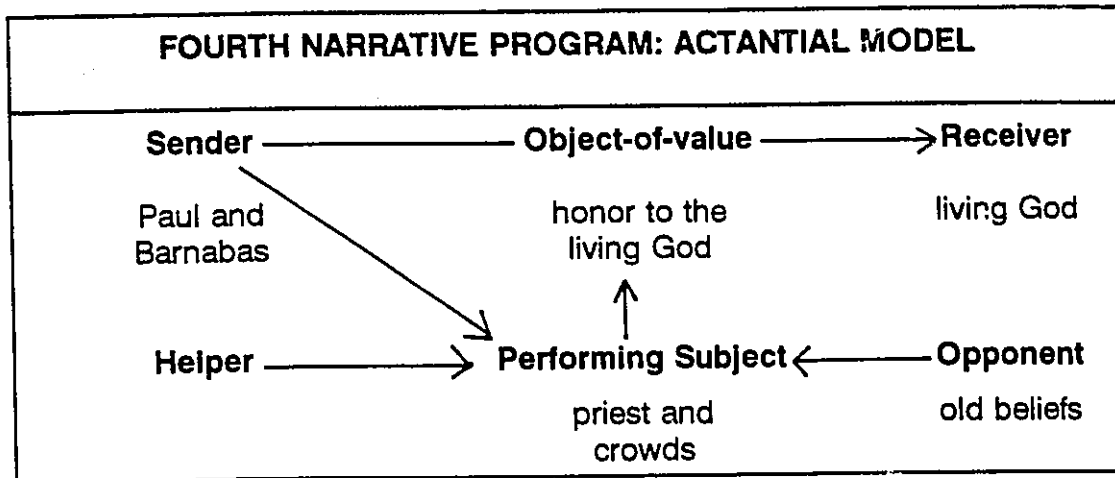 FOURTH NARRATIVE PROGRAM: ACTANTIAL MODEL
Sender Object-of-value Receiver
Paul and
Barnabas
honor to the
living God
living God
Helper Performing Subject Opponent
priest and
crowds
old beliefs